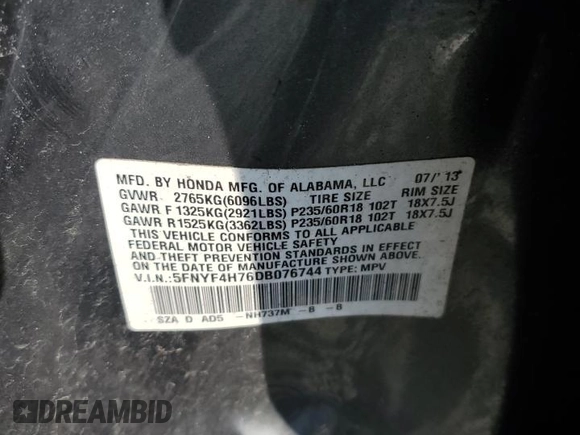 MFD. BY HONDA MFG. OF ALABAMA, LLC 07/'13
GVWR 2765KG(6096LBS) TIRE SIZE RIM SIZE
GAWR F 1325KG(2921LBS) P235/60R18 102T 18X7.5J
GAWR R1525KG(3362LBS) P235/60R18 102T 18X7.5J
THIS VEHICLE CONFORMS TO ALL APPLICABLE
FEDERAL MOTOR VEHICLE SAFETY
AND THEFT PREVENTION STANDARDS IN EFFECT
ON THE DATE OF MANUFACTURE SHOWN ABOVE.
V.I.N.:5FNYF4H76DB076744 TYPE: MPV
SZA D AD5 -NH737M -B -B
DREAMBID